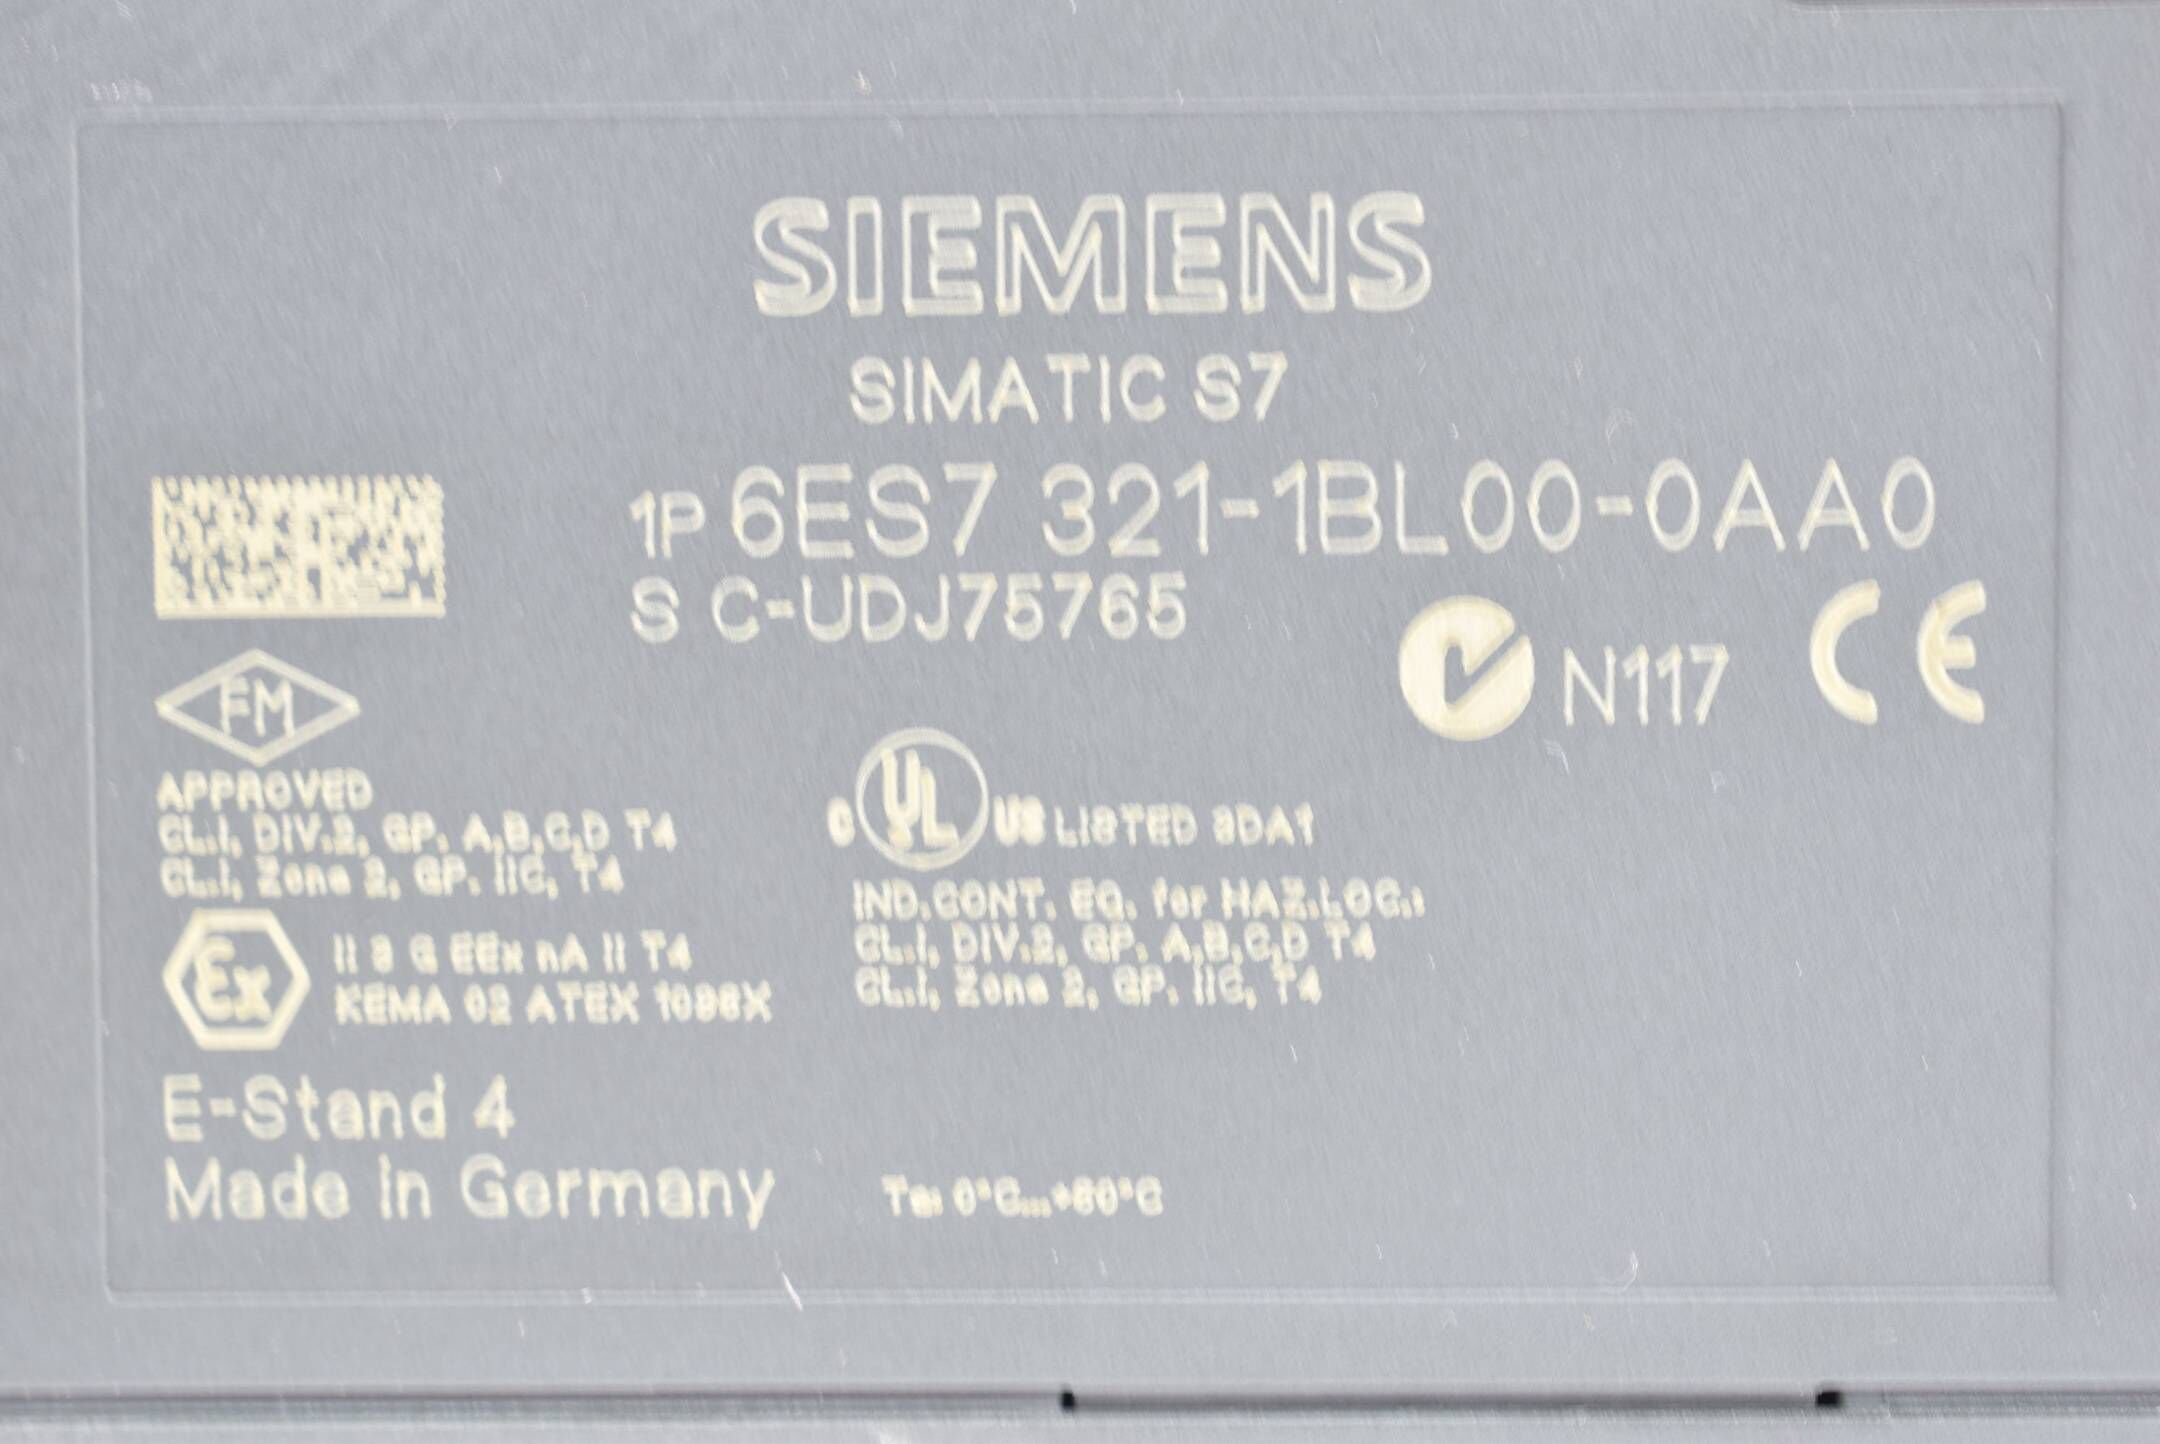 SIEMENS
SIMATIC S7
1P 6ES7 321-1BL00-0AA0
S C-UDJ75765
N117 CE
FM
APPROVED
CL.I, DIV.2, GP. A,B,C,D T4
CL.I, Zone 2, GP. IIC, T4
C UL US LISTED
IND.CONT. EQ. for HAZ.LOC.:
CL.I, DIV.2, GP. A,B,C,D T4
CL.I, Zone 2, GP. IIC, T4
Ex
II 3 G EEx nA II T4
KEMA 02 ATEX
E-Stand 4
Made in Germany
Ta: 0°C...+60°C